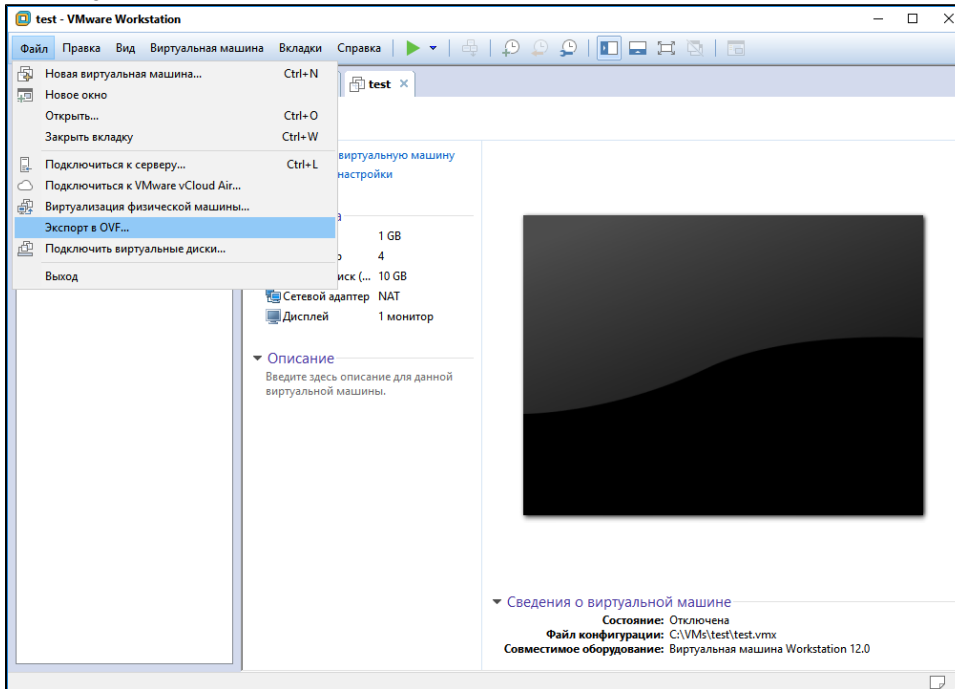 test - VMware Workstation
Файл Правка Вид Виртуальная машина Вкладки Справка
Новая виртуальная машина... Ctrl+N
Новое окно
Открыть... Ctrl+O
Закрыть вкладку Ctrl+W
Подключиться к серверу... Ctrl+L
Подключиться к VMware vCloud Air...
Виртуализация физической машины...
Экспорт в OVF...
Подключить виртуальные диски...
Выход
test
виртуальную машину
настройки
1 GB
4
(... 10 GB
Сетевой адаптер NAT
Дисплей 1 монитор
Описание
Введите здесь описание для данной
виртуальной машины.
Сведения о виртуальной машине
Состояние: Отключена
Файл конфигурации: C:\VMs\test\test.vmx
Совместимое оборудование: Виртуальная машина Workstation 12.0